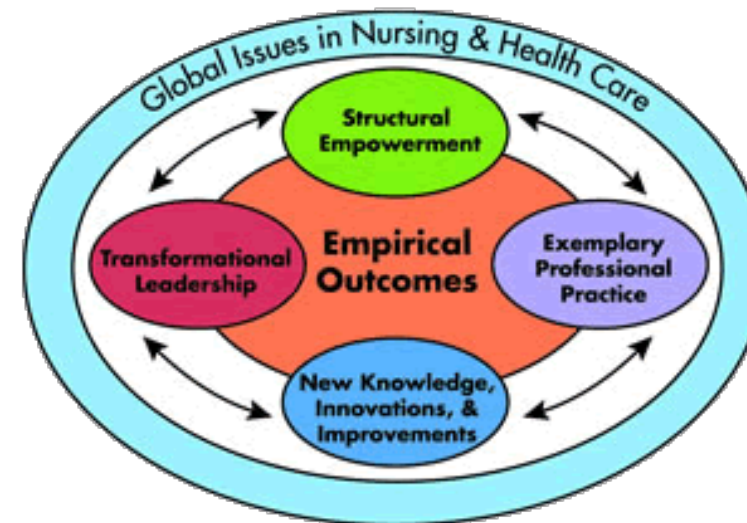 Global Issues in Nursing & Health Care
Structural
Empowerment
Transformational
Leadership
Empirical
Outcomes
Exemplary
Professional
Practice
New Knowledge,
Innovations, &
Improvements